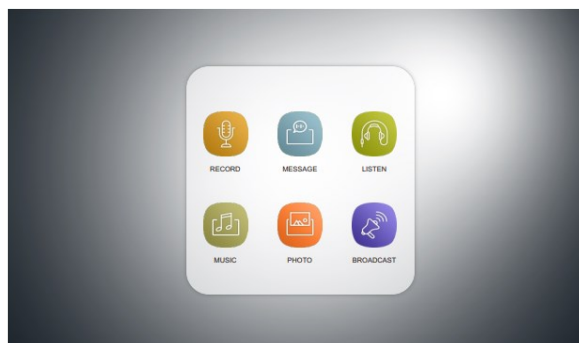 RECORD
MESSAGE
LISTEN
MUSIC
PHOTO
BROADCAST